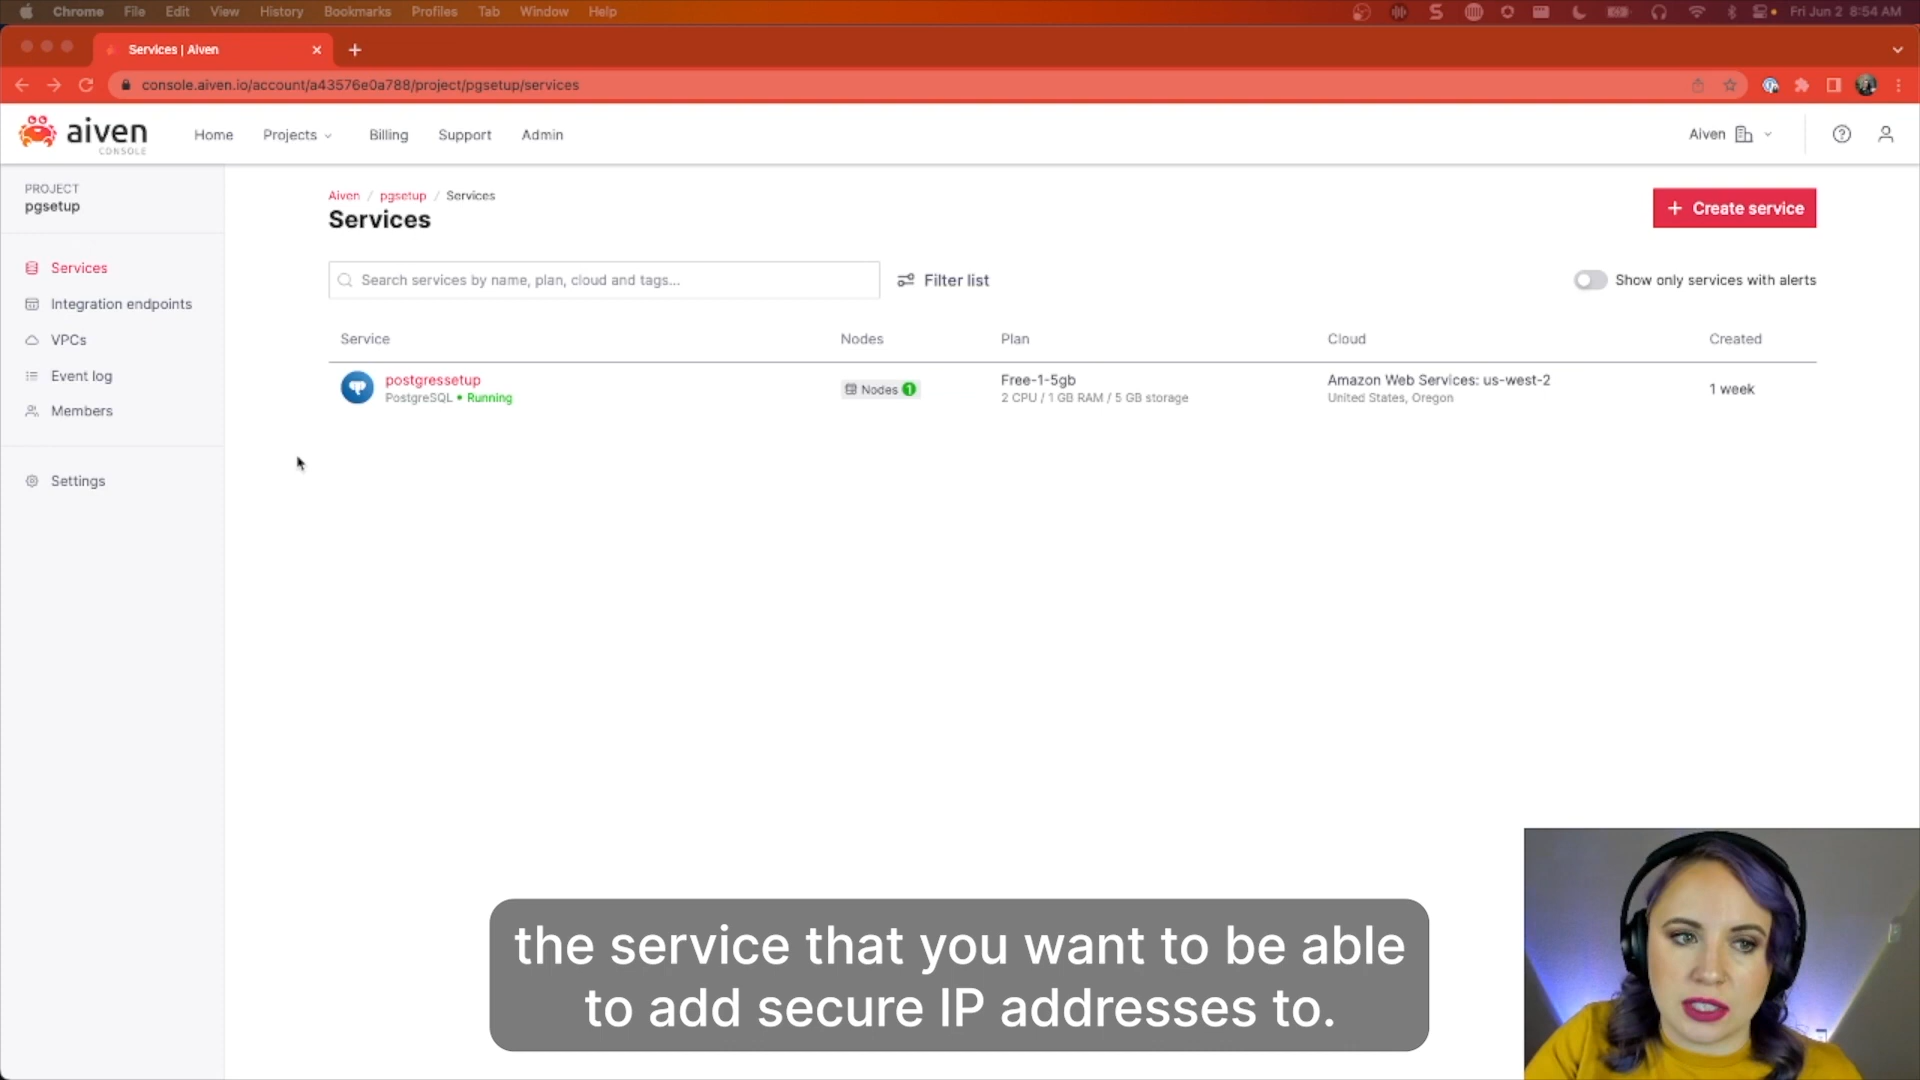 Chrome File Edit View History Bookmarks Profiles Tab Window Help Fri Jun 2 8:54 AM
Services | Aiven
console.aiven.io/account/a43576e0a788/project/pgsetup/services
aiven
CONSOLE
Home Projects Billing Support Admin Aiven
PROJECT
pgsetup
Services
Integration endpoints
VPCs
Event log
Members
Settings
Aiven / pgsetup / Services
Services
+ Create service
Search services by name, plan, cloud and tags...
Filter list
Show only services with alerts
Service Nodes Plan Cloud Created
postgressetup
PostgreSQL • Running
Nodes 1
Free-1-5gb
2 CPU / 1 GB RAM / 5 GB storage
Amazon Web Services: us-west-2
United States, Oregon
1 week
the service that you want to be able
to add secure IP addresses to.